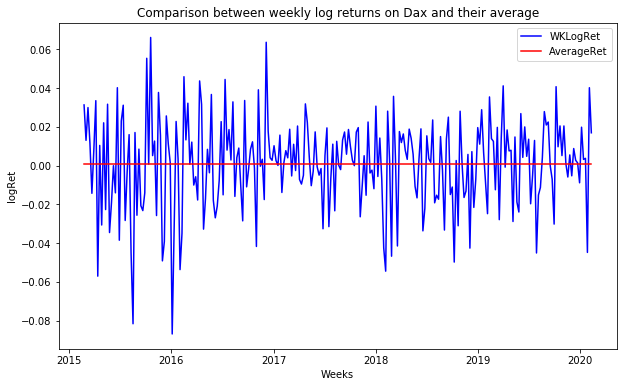 Comparison between weekly log returns on Dax and their average
WKLogRet
AverageRet
0.06
0.04
0.02
0.00
−0.02
−0.04
−0.06
−0.08
logRet
2015
2016
2017
2018
2019
2020
Weeks